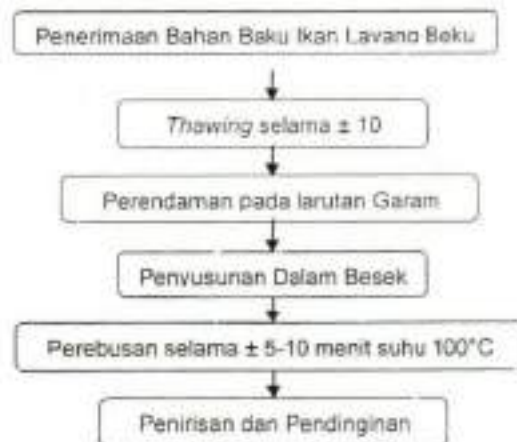 Penerimaan Bahan Baku Ikan Layang Beku
Thawing selama ± 10
Perendaman pada larutan Garam
Penyusunan Dalam Besek
Perebusan selama ± 5-10 menit suhu 100°C
Penirisan dan Pendinginan